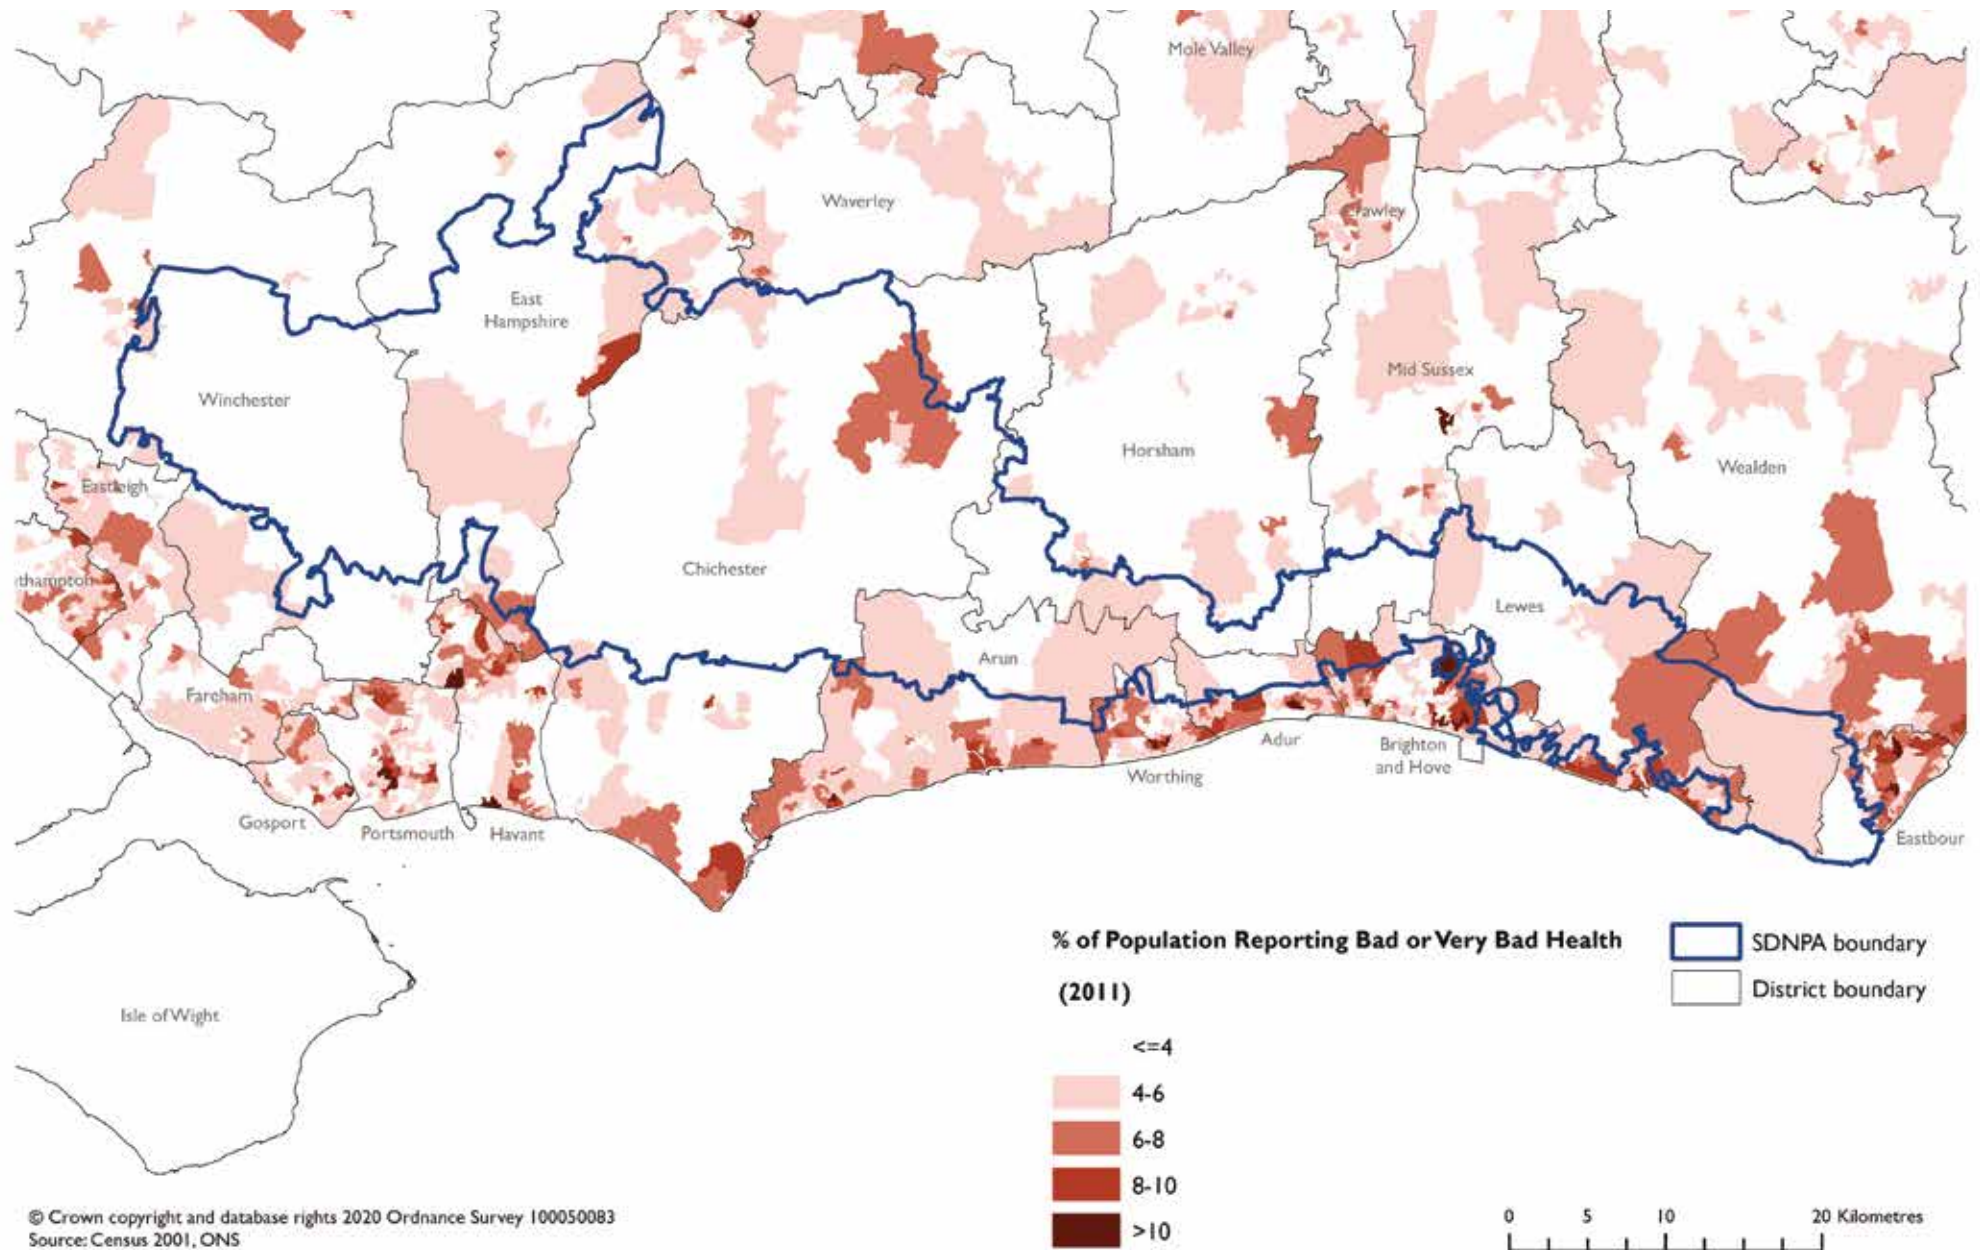 Mole Valley
Waverley
Crawley
East
Hampshire
Winchester
Mid Sussex
Horsham
Wealden
Eastleigh
thampton
Chichester
Lewes
Arun
Fareham
Adur
Brighton
and Hove
Worthing
Gosport
Portsmouth
Havant
Eastbour
Isle of Wight
% of Population Reporting Bad or Very Bad Health
(2011)
<=4
4-6
6-8
8-10
>10
SDNPA boundary
District boundary
© Crown copyright and database rights 2020 Ordnance Survey 100050083
Source: Census 2001, ONS
0 5 10 20 Kilometres